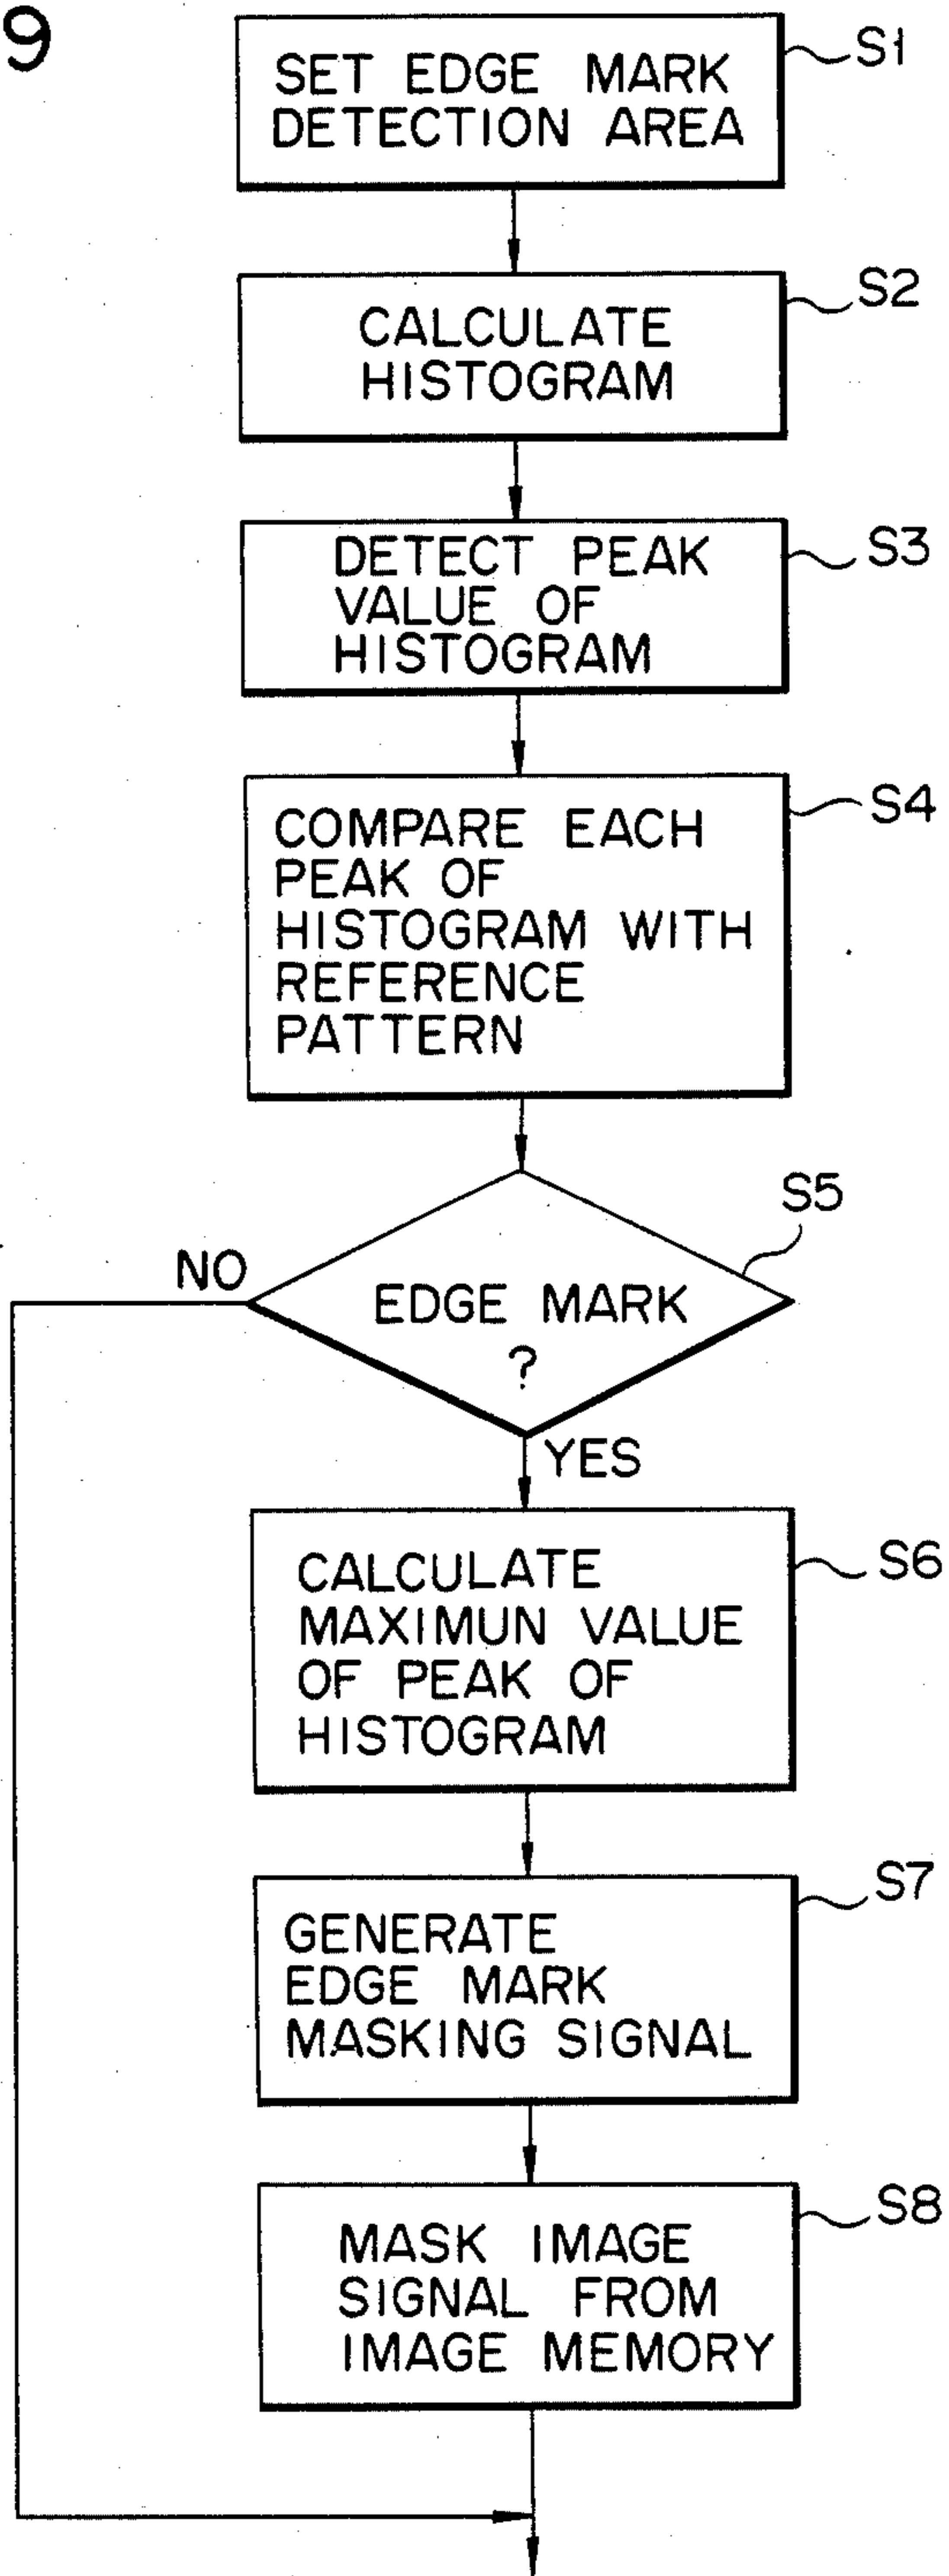 9
S1
SET EDGE MARK
DETECTION AREA
S2
CALCULATE
HISTOGRAM
S3
DETECT PEAK
VALUE OF
HISTOGRAM
S4
COMPARE EACH
PEAK OF
HISTOGRAM WITH
REFERENCE
PATTERN
S5
NO
EDGE MARK
?
YES
S6
CALCULATE
MAXIMUN VALUE
OF PEAK OF
HISTOGRAM
S7
GENERATE
EDGE MARK
MASKING SIGNAL
S8
MASK IMAGE
SIGNAL FROM
IMAGE MEMORY